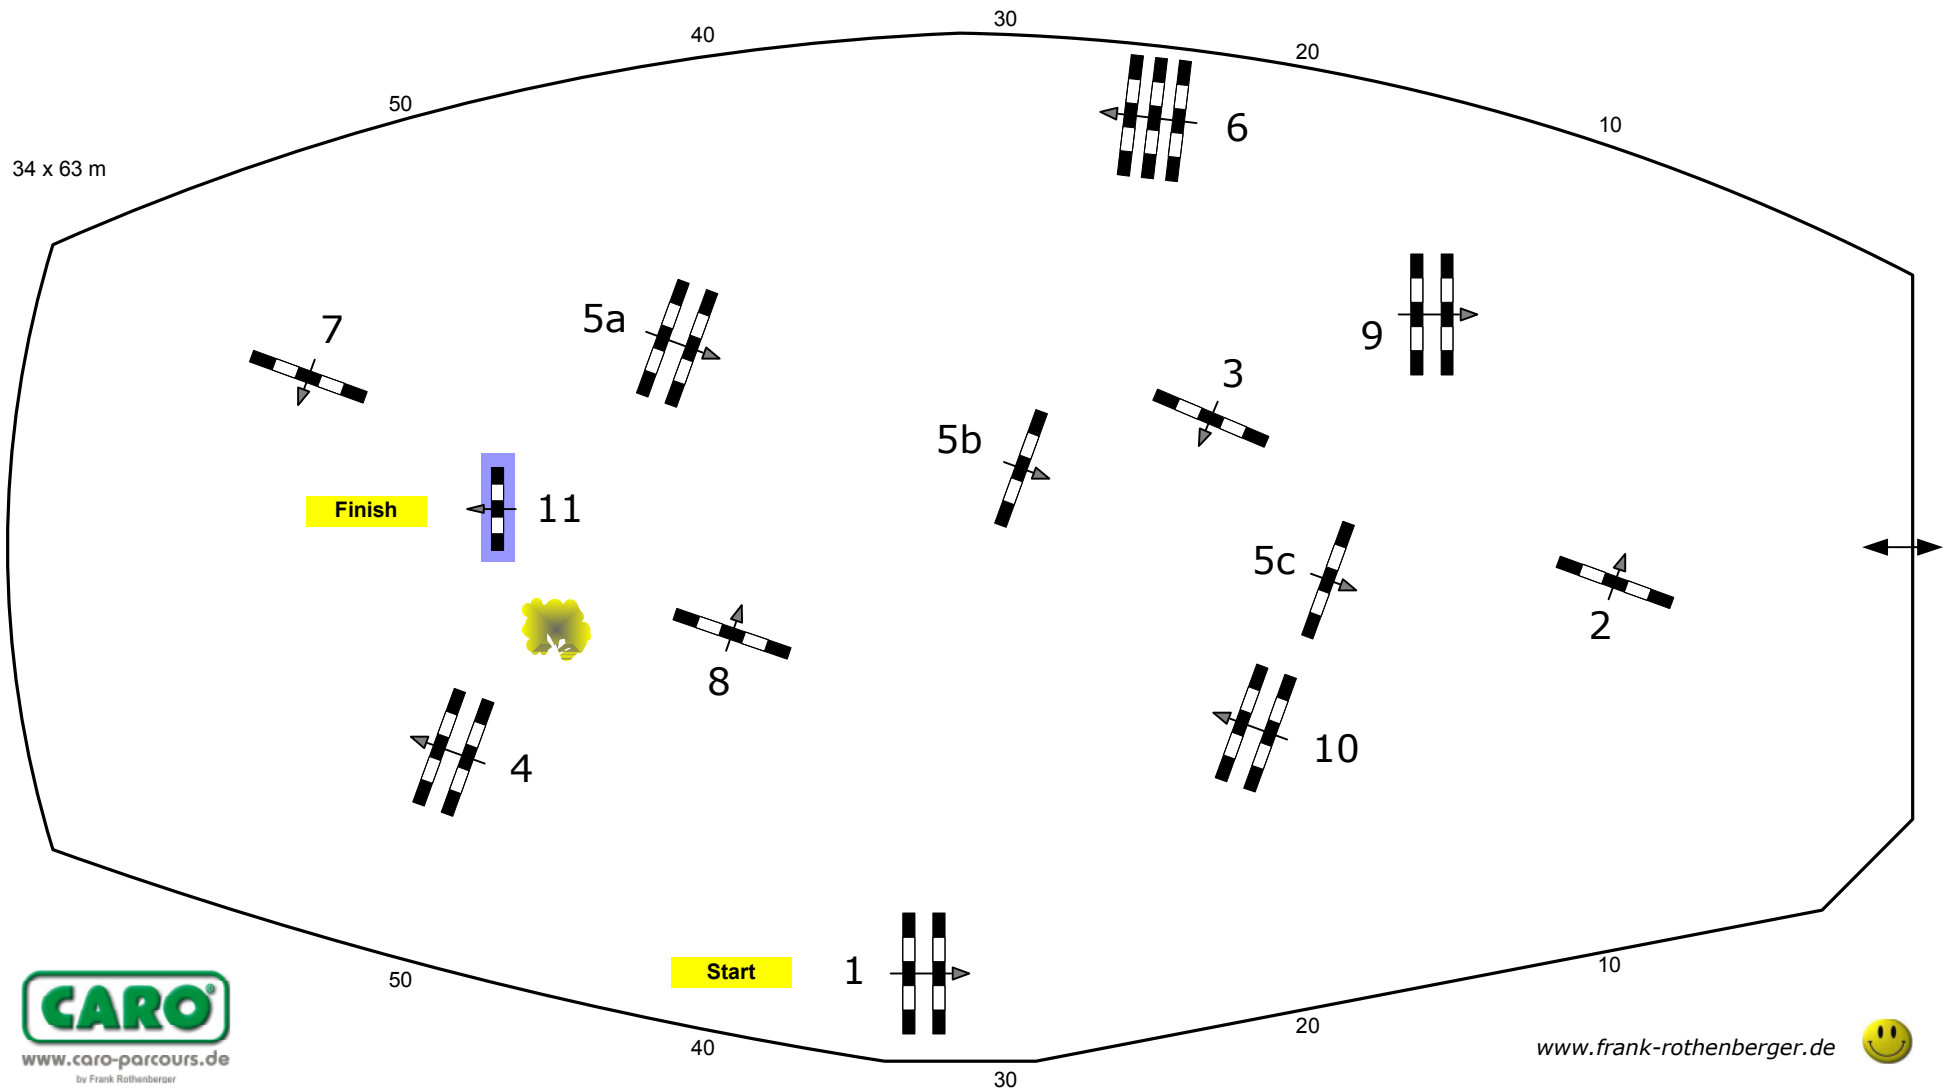 30
40
20
50
10
34 x 63 m
6
7
5a
9
3
5b
Finish
11
5c
2
8
4
10
Start
1
50
10
40
20
30
CARO®
www.caro-parcours.de
by Frank Rothenberger
www.frank-rothenberger.de